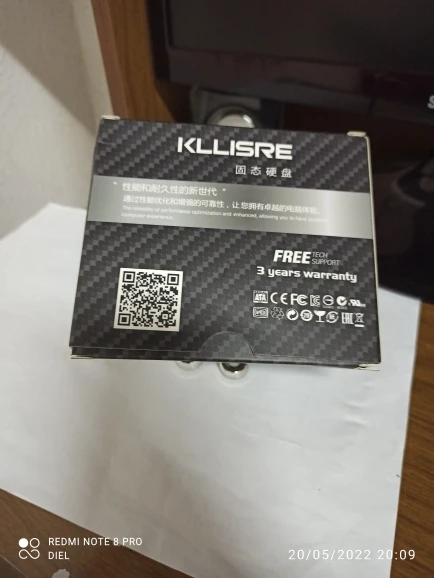 KLLISRE
固态硬盘
“ 性能和耐久性的新世代 ”
通过性能优化和增强的可靠性，让您拥有卓越的电脑体验。
FREE TECH SUPPORT
3 years warranty
REDMI NOTE 8 PRO
DIEL
20/05/2022 20:09